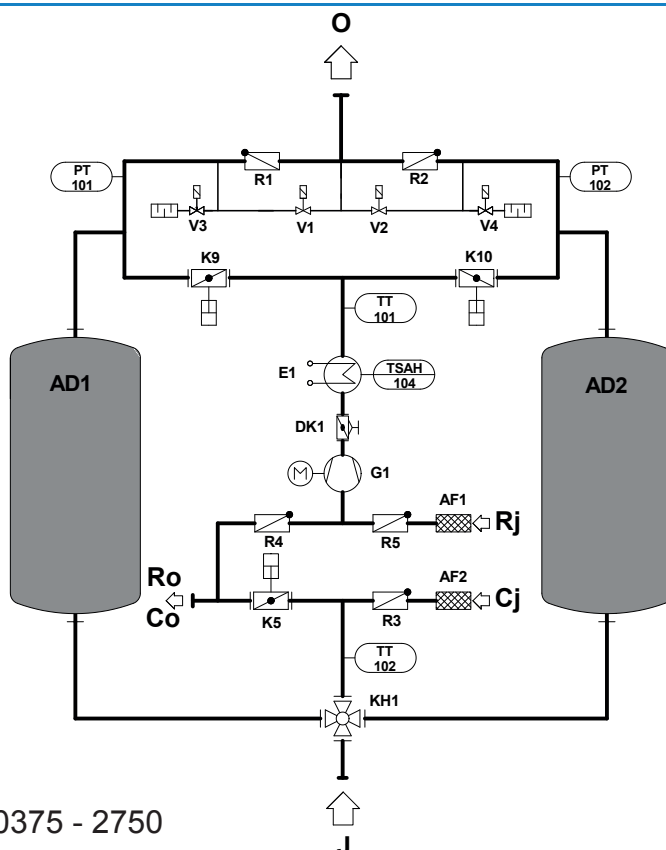 O
PT
101
R1
R2
PT
102
V3
V1
V2
V4
K9
K10
TT
101
E1
TSAH
104
AD1
AD2
DK1
M
G1
AF1
Rj
R4
R5
Ro
AF2
Cj
Co
K5
R3
TT
102
KH1
0375 - 2750